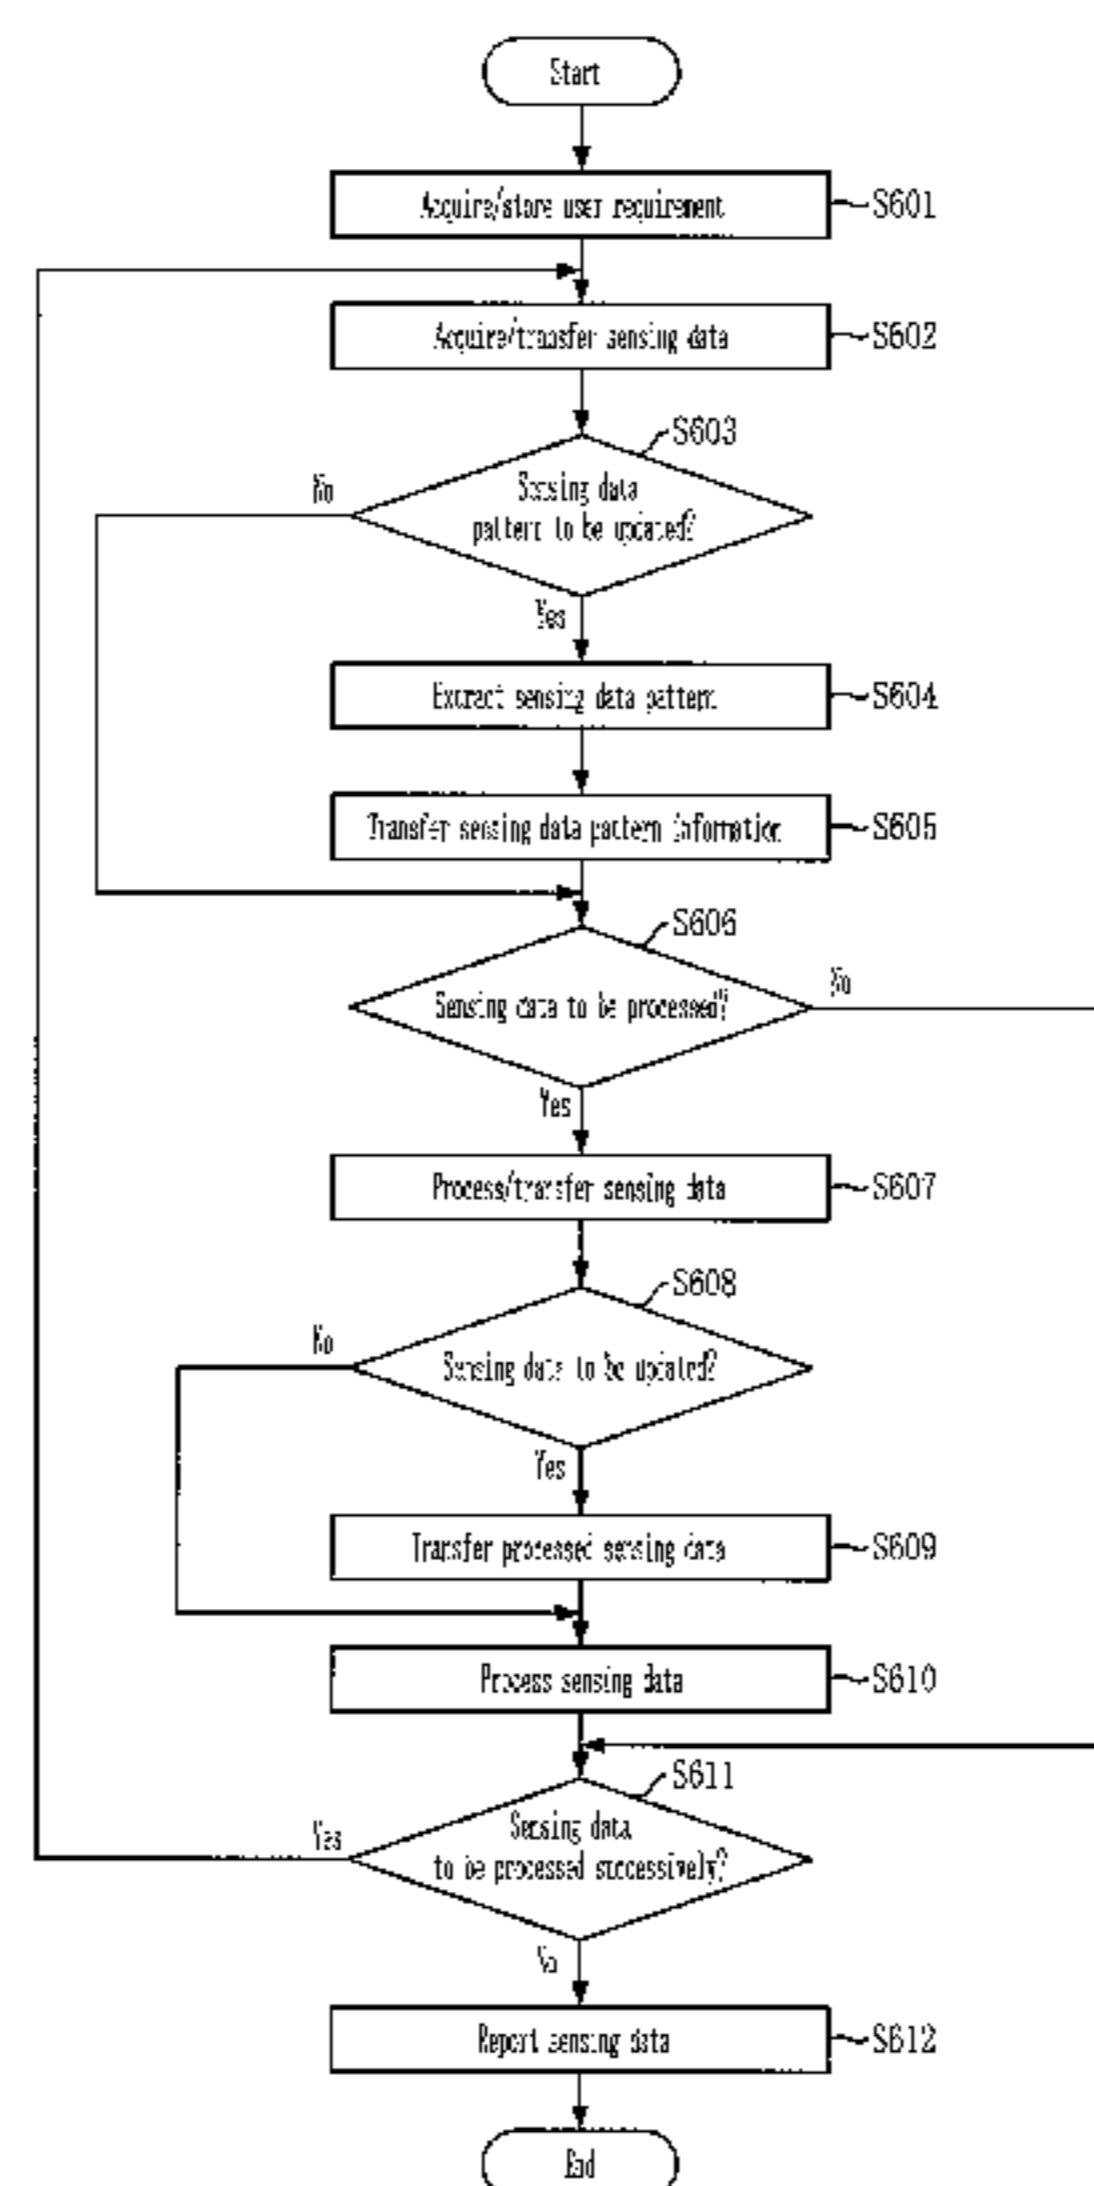 Start
Acquire/store user requirement
S601
Acquire/transfer sensing data
S602
S603
No
Sensing data
pattern to be updated?
Yes
Extract sensing data pattern
S604
Transfer sensing data pattern infomation
S605
S606
No
Sensing data to be processed?
Yes
Process/transfer sensing data
S607
S608
No
Sensing data to be updated?
Yes
Transfer processed sensing data
S609
Process sensing data
S610
S611
Yes
Sensing data
to be processed successively?
No
Report sensing data
S612
End